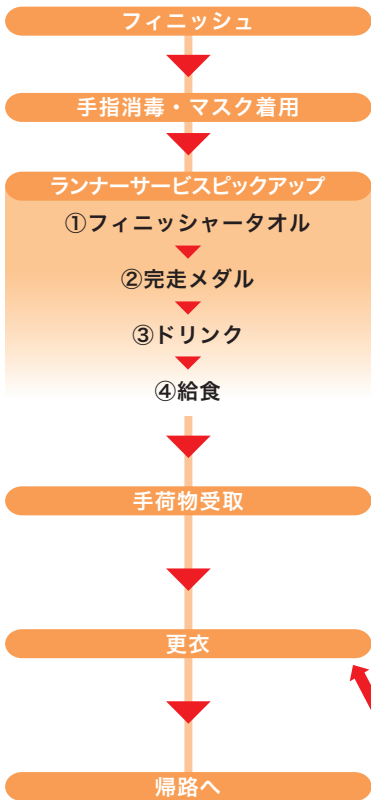 フィニッシュ
手指消毒・マスク着用
ランナーサービスピックアップ
①フィニッシャータオル
②完走メダル
③ドリンク
④給食
手荷物受取
更衣
帰路へ